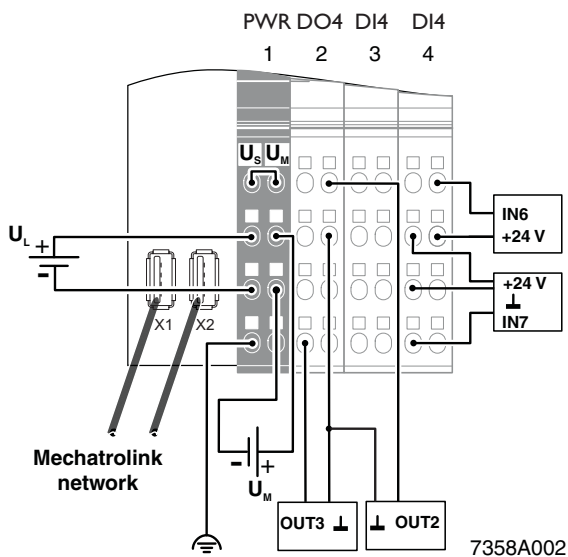 PWR DO4 DI4 DI4
1 2 3 4
US UM
IN6
+24 V
UL + -
+24 V
⊥
IN7
X1 X2
Mechatrolink
network
- +
UM
OUT3 ⊥ ⊥ OUT2
7358A002